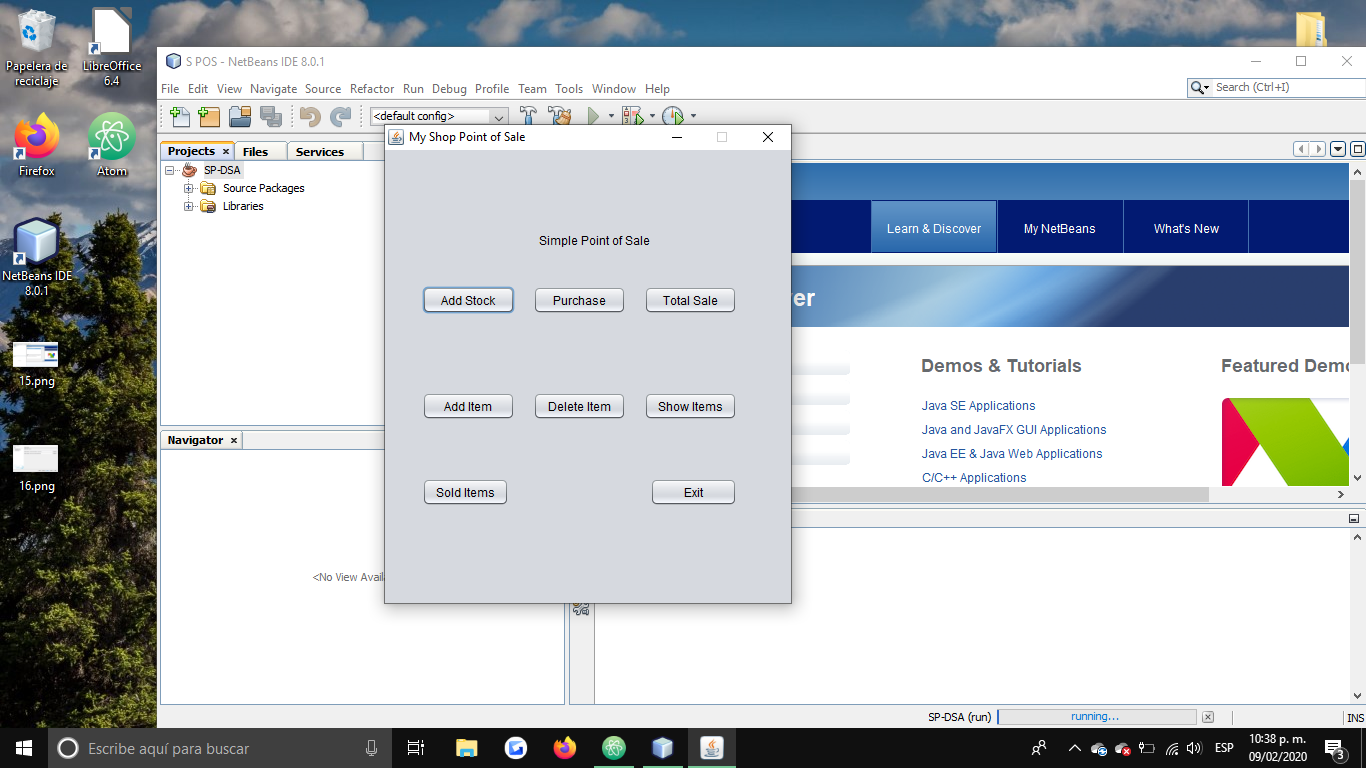 Papelera de
reciclaje
LibreOffice
6.4
Firefox
Atom
NetBeans IDE
8.0.1
15.png
16.png
S POS - NetBeans IDE 8.0.1
File Edit View Navigate Source Refactor Run Debug Profile Team Tools Window Help
Search (Ctrl+I)
<default config>
Projects
Files
Services
SP-DSA
Source Packages
Libraries
Navigator
<No View Avail
My Shop Point of Sale
Simple Point of Sale
Add Stock
Purchase
Total Sale
Add Item
Delete Item
Show Items
Sold Items
Exit
Learn & Discover
My NetBeans
What's New
er
Demos & Tutorials
Featured Demo
Java SE Applications
Java and JavaFX GUI Applications
Java EE & Java Web Applications
C/C++ Applications
SP-DSA (run)
running...
INS
Escribe aquí para buscar
ESP
10:38 p. m.
09/02/2020
3